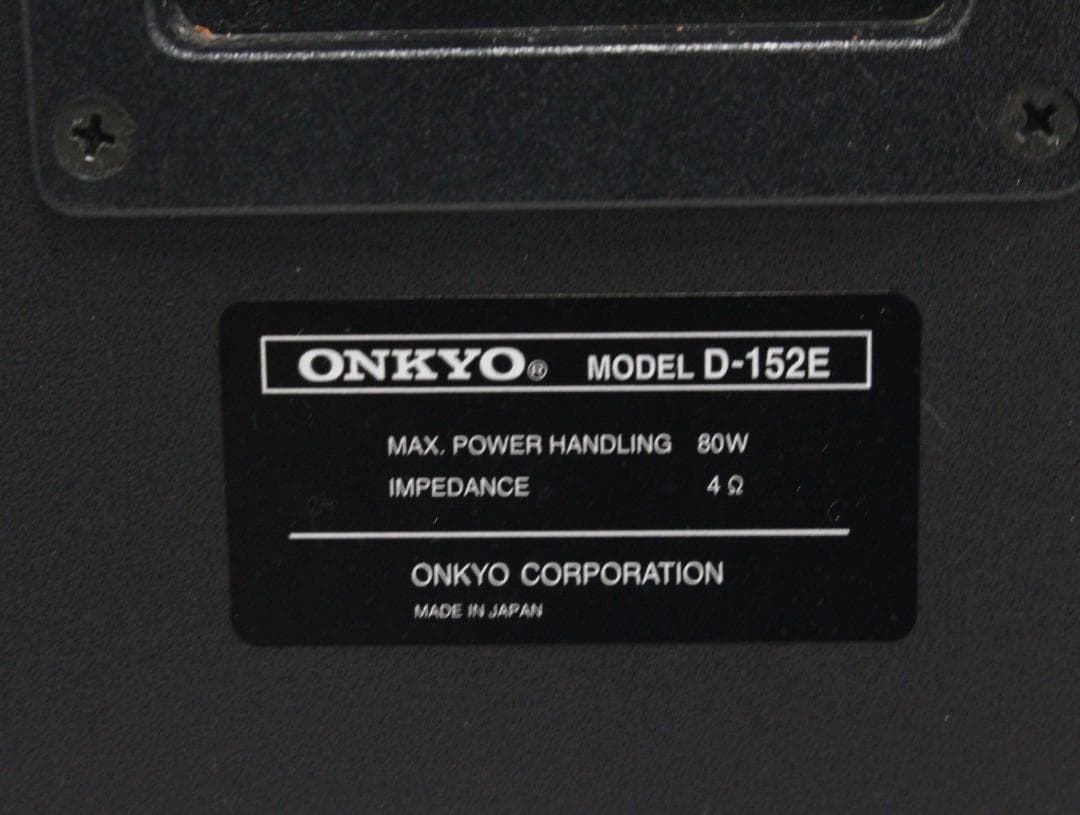 ONKYO® MODEL D-152E
MAX. POWER HANDLING 80W
IMPEDANCE 4 Ω
ONKYO CORPORATION
MADE IN JAPAN